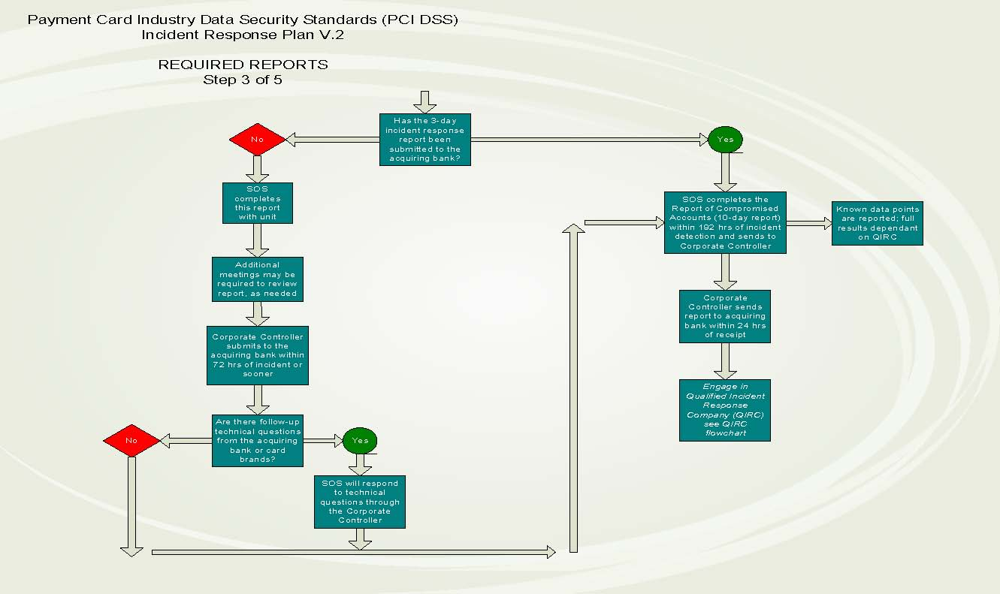 Payment Card Industry Data Security Standards (PCI DSS)
Incident Response Plan V.2
REQUIRED REPORTS
Step 3 of 5
Has the 3-day
incident response
report been
submitted to the
acquiring bank?
No
Yes
SOS
completes
this report
with unit
Additional
meetings may be
required to review
report, as needed
Corporate Controller
submits to the
acquiring bank within
72 hrs of incident or
sooner
Are there follow-up
technical questions
from the acquiring
bank or card
brands?
No
Yes
SOS will respond
to technical
questions through
the Corporate
Controller
SOS completes the
Report of Compromised
Accounts (10-day report)
within 192 hrs of incident
detection and sends to
Corporate Controller
Known data points
are reported; full
results dependant
on QIRC
Corporate
Controller sends
report to acquiring
bank within 24 hrs
of receipt
Engage in
Qualified Incident
Response
Company (QIRC)
see QIRC
flowchart